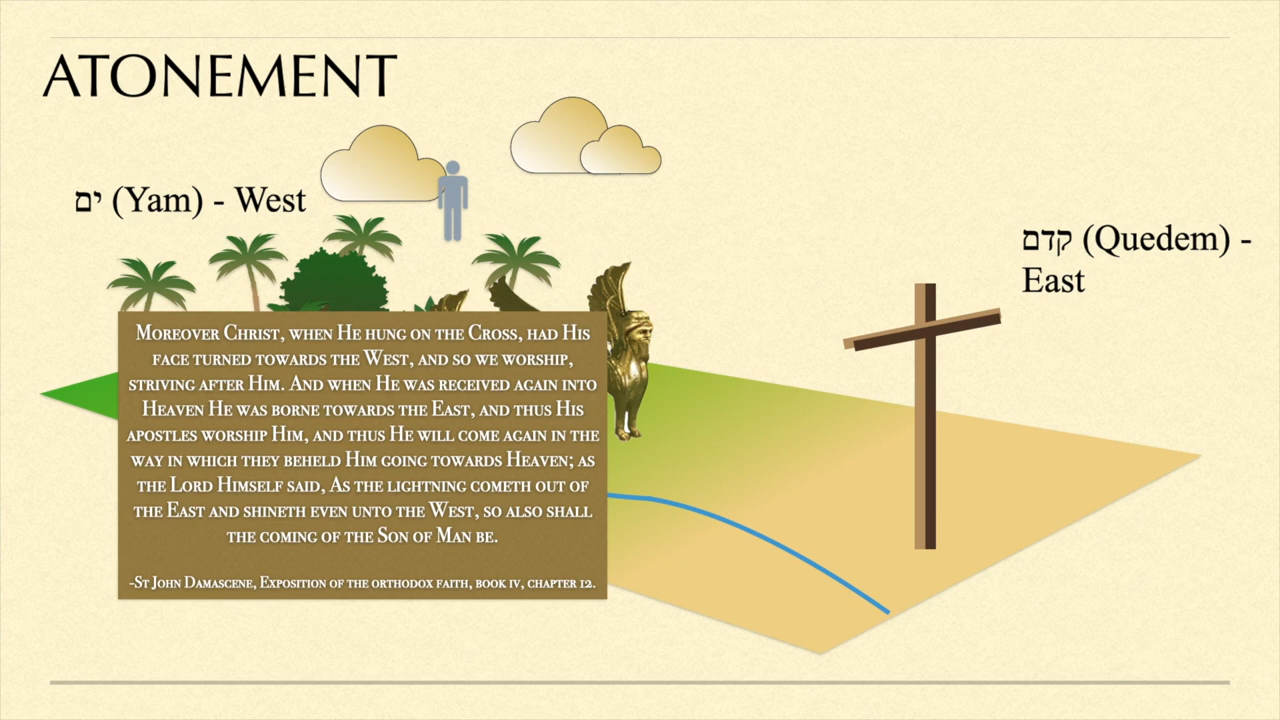 ATONEMENT
ים (Yam) - West
קדם (Quedem) -
East
Moreover Christ, when He hung on the Cross, had His
face turned towards the West, and so we worship,
striving after Him. And when He was received again into
Heaven He was borne towards the East, and thus His
apostles worship Him, and thus He will come again in the
way in which they beheld Him going towards Heaven; as
the Lord Himself said, As the lightning cometh out of
the East and shineth even unto the West, so also shall
the coming of the Son of Man be.
-St John Damascene, Exposition of the orthodox faith, book iv, chapter 12.